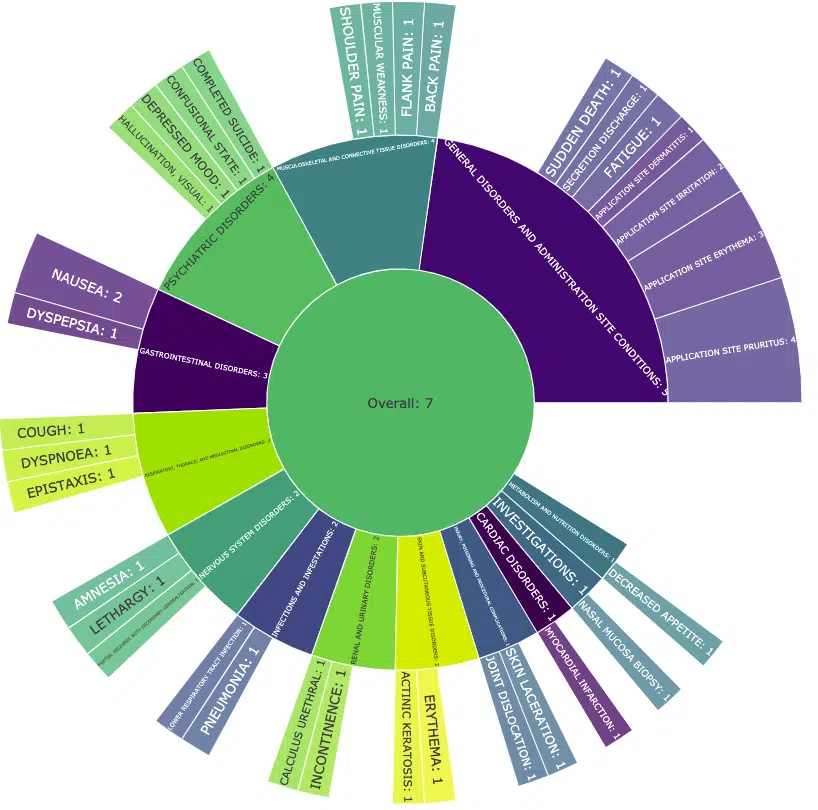 Overall: 7
GENERAL DISORDERS AND ADMINISTRATION SITE CONDITIONS: 5
SUDDEN DEATH: 1
SECRETION DISCHARGE: 1
FATIGUE: 1
APPLICATION SITE DERMATITIS: 1
APPLICATION SITE IRRITATION: 2
APPLICATION SITE ERYTHEMA: 3
APPLICATION SITE PRURITUS: 4
MUSCULOSKELETAL AND CONNECTIVE TISSUE DISORDERS: 4
SHOULDER PAIN: 1
MUSCULAR WEAKNESS: 1
FLANK PAIN: 1
BACK PAIN: 1
PSYCHIATRIC DISORDERS: 4
COMPLETED SUICIDE: 1
CONFUSIONAL STATE: 1
DEPRESSED MOOD: 1
HALLUCINATION, VISUAL: 1
GASTROINTESTINAL DISORDERS: 3
NAUSEA: 2
DYSPEPSIA: 1
RESPIRATORY, THORACIC AND MEDIASTINAL DISORDERS:
COUGH: 1
DYSPNOEA: 1
EPISTAXIS: 1
NERVOUS SYSTEM DISORDERS: 2
AMNESIA: 1
LETHARGY: 1
PARTIAL SEIZURES WITH SECONDARY GENERALISATION:
INFECTIONS AND INFESTATIONS: 2
LOWER RESPIRATORY TRACT INFECTION: 1
PNEUMONIA: 1
RENAL AND URINARY DISORDERS: 2
CALCULUS URETHRAL: 1
INCONTINENCE: 1
SKIN AND SUBCUTANEOUS TISSUE DISORDERS: 2
ACTINIC KERATOSIS: 1
ERYTHEMA: 1
INJURY, POISONING AND PROCEDURAL COMPLICATIONS:
JOINT DISLOCATION: 1
SKIN LACERATION: 1
CARDIAC DISORDERS: 1
MYOCARDIAL INFARCTION: 1
INVESTIGATIONS: 1
NASAL MUCOSA BIOPSY: 1
METABOLISM AND NUTRITION DISORDERS: 1
DECREASED APPETITE: 1